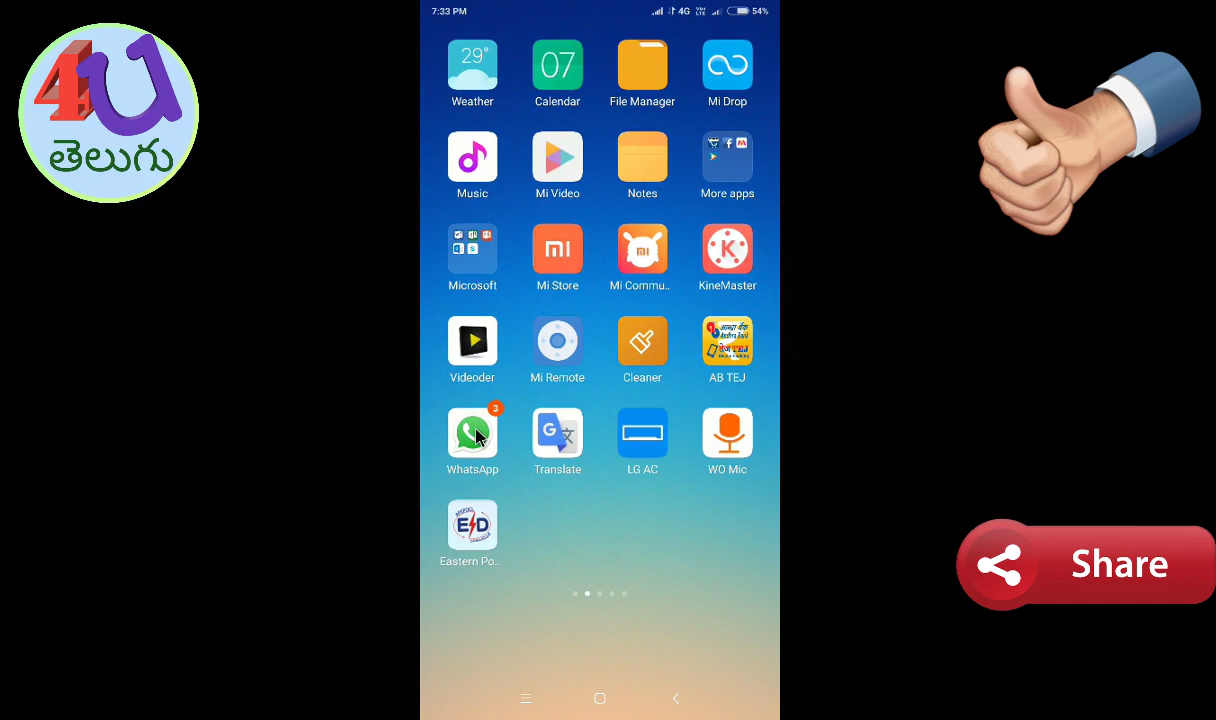 4U
తెలుగు
7:33 PM
4G
Vo)
LTE
54%
29°
07
Weather
Calendar
File Manager
Mi Drop
Music
Mi Video
Notes
More apps
Microsoft
Mi Store
Mi Commu..
KineMaster
Videoder
Mi Remote
Cleaner
AB TEJ
3
WhatsApp
Translate
LG AC
WO Mic
Eastern Po..
Share